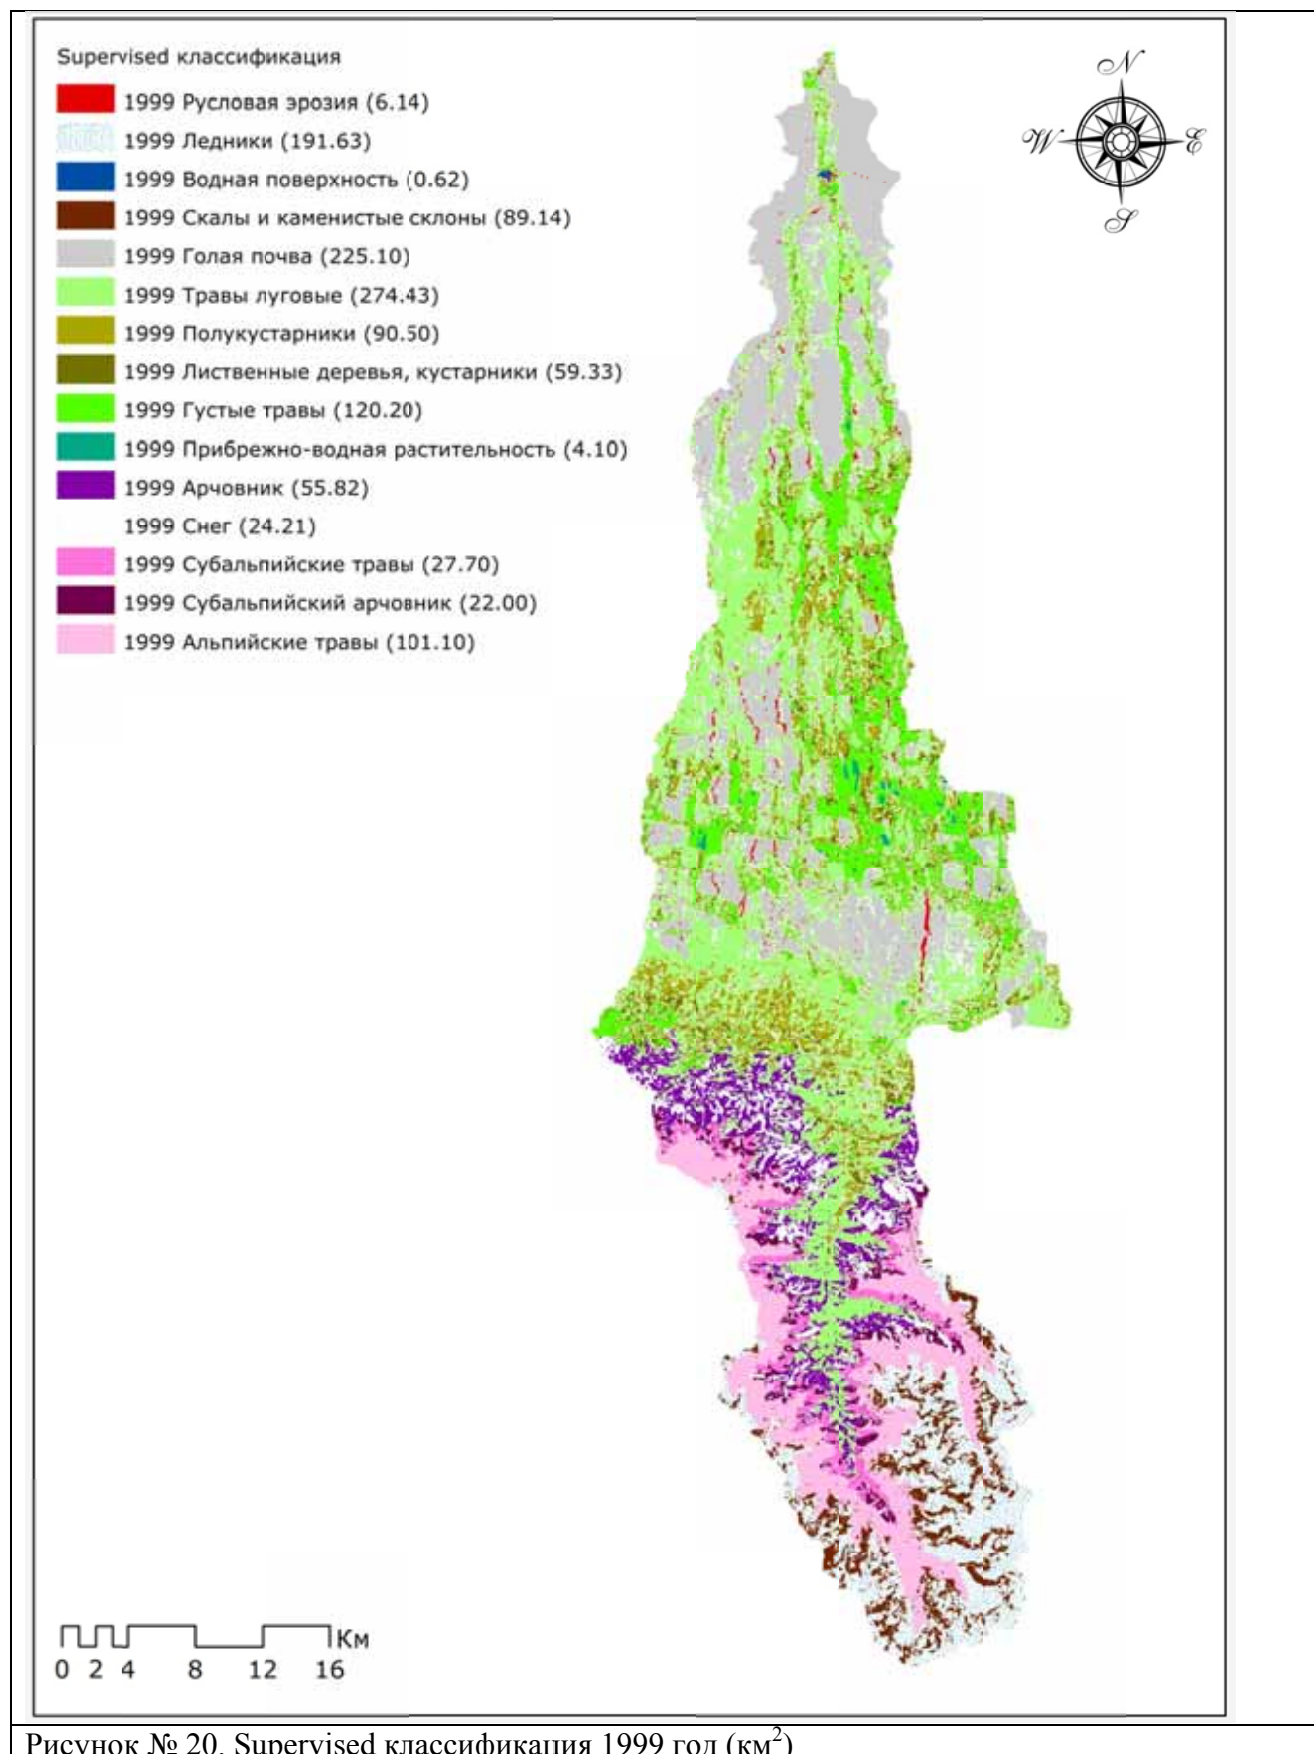 Supervised классификация
1999 Русловая эрозия (6.14)
1999 Ледники (191.63)
1999 Водная поверхность (0.62)
1999 Скалы и каменистые склоны (89.14)
1999 Голая почва (225.10)
1999 Травы луговые (274.43)
1999 Полукустарники (90.50)
1999 Лиственные деревья, кустарники (59.33)
1999 Густые травы (120.20)
1999 Прибрежно-водная растительность (4.10)
1999 Арчовник (55.82)
1999 Снег (24.21)
1999 Субальпийские травы (27.70)
1999 Субальпийский арчовник (22.00)
1999 Альпийские травы (101.10)
N
W E
S
Км
0 2 4 8 12 16
Рисунок № 20. Supervised классификация 1999 год (км²)